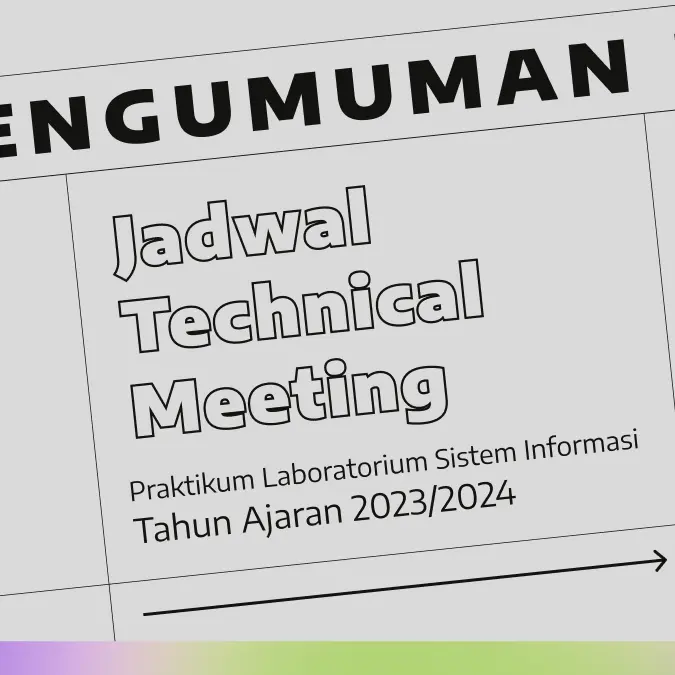 ENGUMUMAN
Jadwal
Technical
Meeting
Praktikum Laboratorium Sistem Informasi
Tahun Ajaran 2023/2024